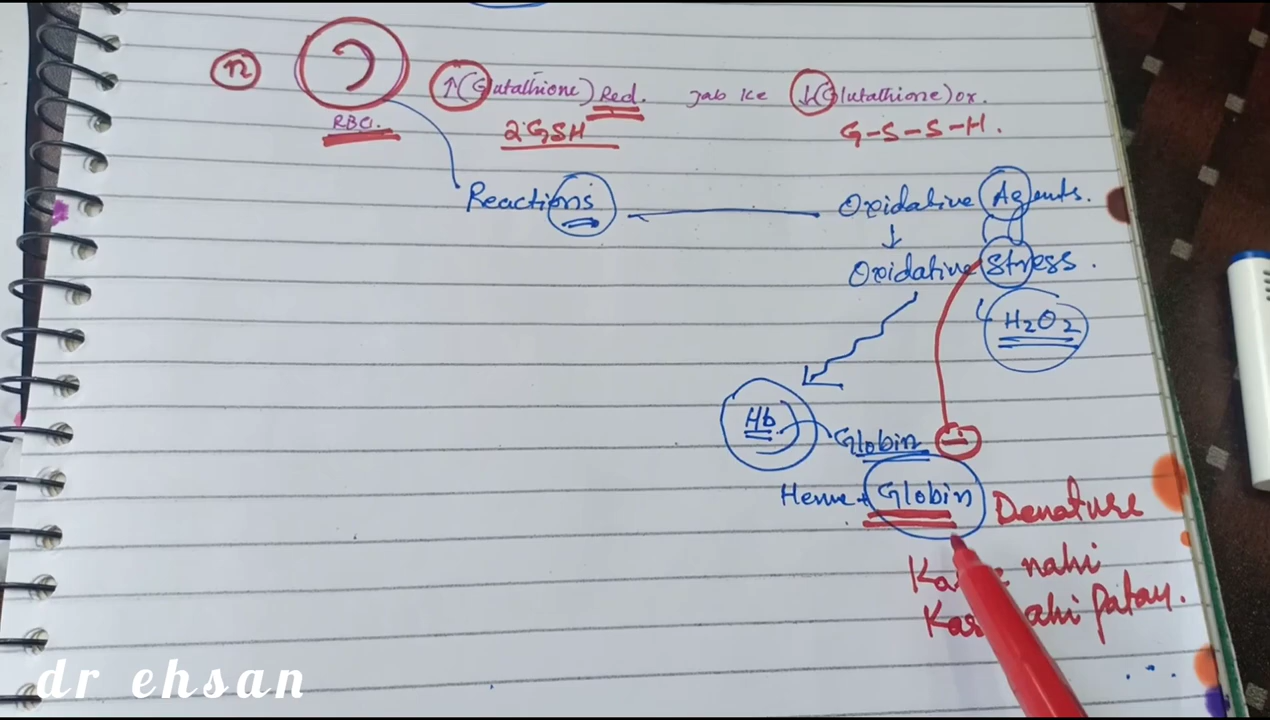 n ↑(Glutathione) Red. Jab ke ↓(Glutathione) ox.
RBC. 2GSH G-S-S-H.
Reactions Oxidative Agents.
↓
Oxidative Stress.
H2O2
Hb Globin –
Heme + Globin Denature
nahi
nahi patay.
dr ehsan